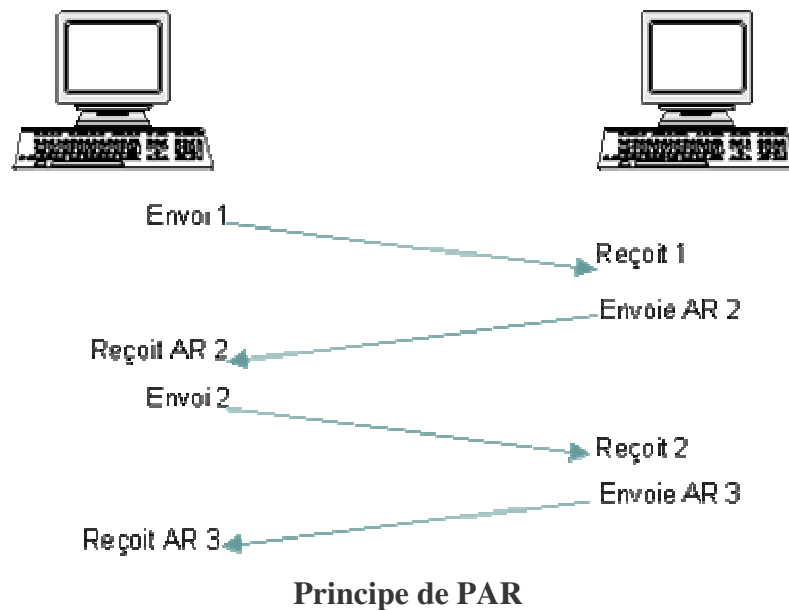 Envoi 1
Reçoit 1
Envoie AR 2
Reçoit AR 2
Envoi 2
Reçoit 2
Envoie AR 3
Reçoit AR 3
Principe de PAR